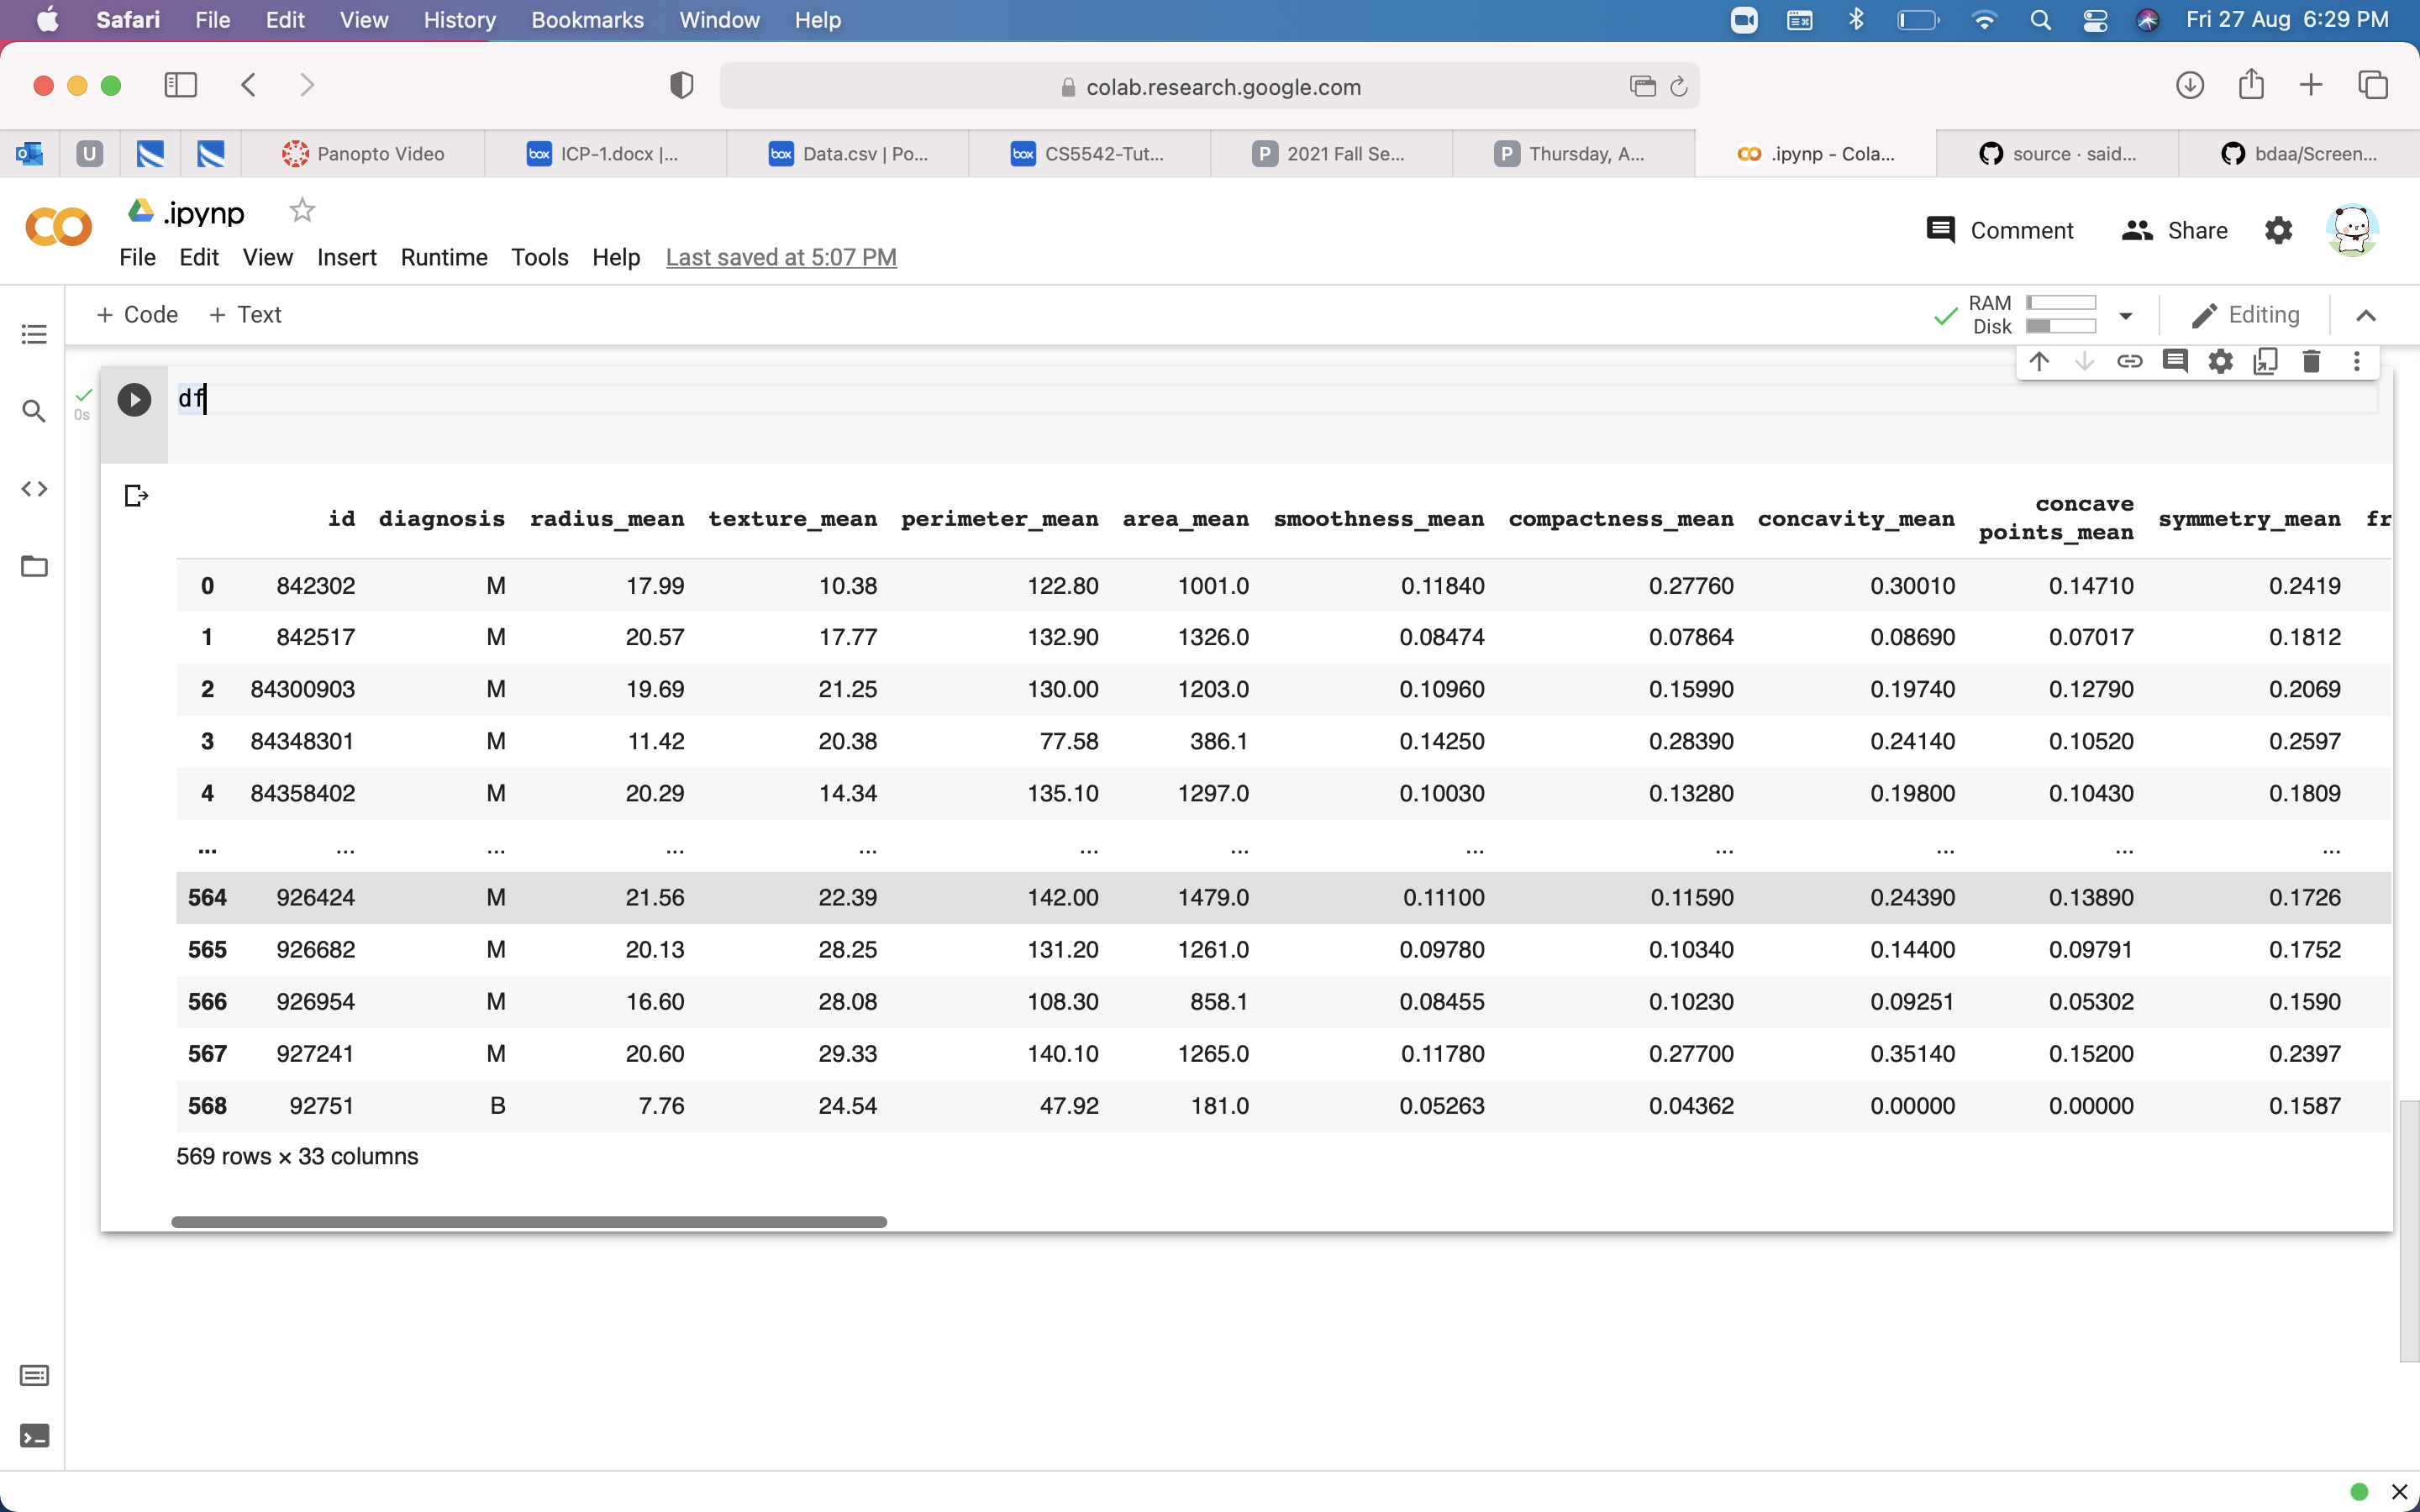 Safari File Edit View History Bookmarks Window Help Fri 27 Aug 6:29 PM
colab.research.google.com
U Panopto Video box ICP-1.docx |... box Data.csv | Po... box CS5542-Tut... P 2021 Fall Se... P Thursday, A... .ipynp - Cola... source · said... bdaa/Screen...
.ipynp
Comment Share
File Edit View Insert Runtime Tools Help Last saved at 5:07 PM
+ Code + Text RAM Disk Editing
0s
df
id diagnosis radius_mean texture_mean perimeter_mean area_mean smoothness_mean compactness_mean concavity_mean concave points_mean symmetry_mean fr
0 842302 M 17.99 10.38 122.80 1001.0 0.11840 0.27760 0.30010 0.14710 0.2419
1 842517 M 20.57 17.77 132.90 1326.0 0.08474 0.07864 0.08690 0.07017 0.1812
2 84300903 M 19.69 21.25 130.00 1203.0 0.10960 0.15990 0.19740 0.12790 0.2069
3 84348301 M 11.42 20.38 77.58 386.1 0.14250 0.28390 0.24140 0.10520 0.2597
4 84358402 M 20.29 14.34 135.10 1297.0 0.10030 0.13280 0.19800 0.10430 0.1809
... ... ... ... ... ... ... ... ... ... ... ...
564 926424 M 21.56 22.39 142.00 1479.0 0.11100 0.11590 0.24390 0.13890 0.1726
565 926682 M 20.13 28.25 131.20 1261.0 0.09780 0.10340 0.14400 0.09791 0.1752
566 926954 M 16.60 28.08 108.30 858.1 0.08455 0.10230 0.09251 0.05302 0.1590
567 927241 M 20.60 29.33 140.10 1265.0 0.11780 0.27700 0.35140 0.15200 0.2397
568 92751 B 7.76 24.54 47.92 181.0 0.05263 0.04362 0.00000 0.00000 0.1587
569 rows × 33 columns